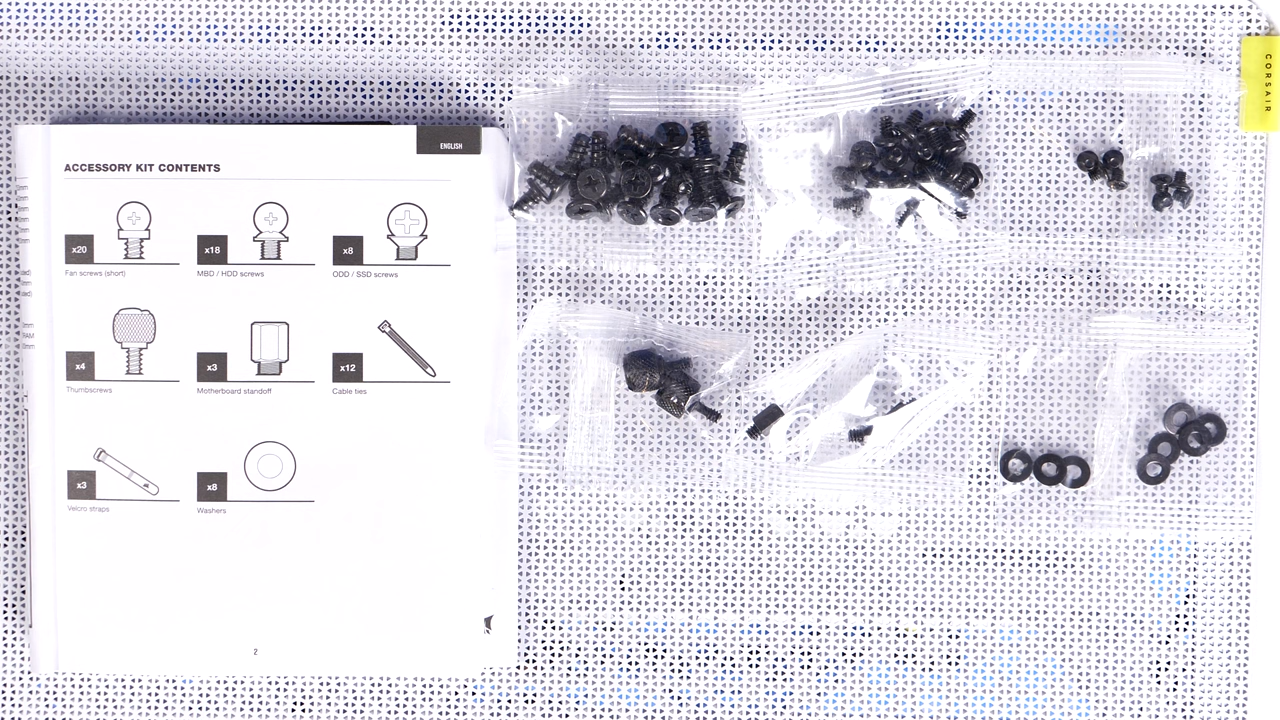 ENGLISH
ACCESSORY KIT CONTENTS
x20
x18
x8
Fan screws (short)
MBD / HDD screws
ODD / SSD screws
x4
x3
x12
Thumbscrews
Motherboard standoff
Cable ties
x3
x8
Velcro straps
Washers
2
CORSAIR